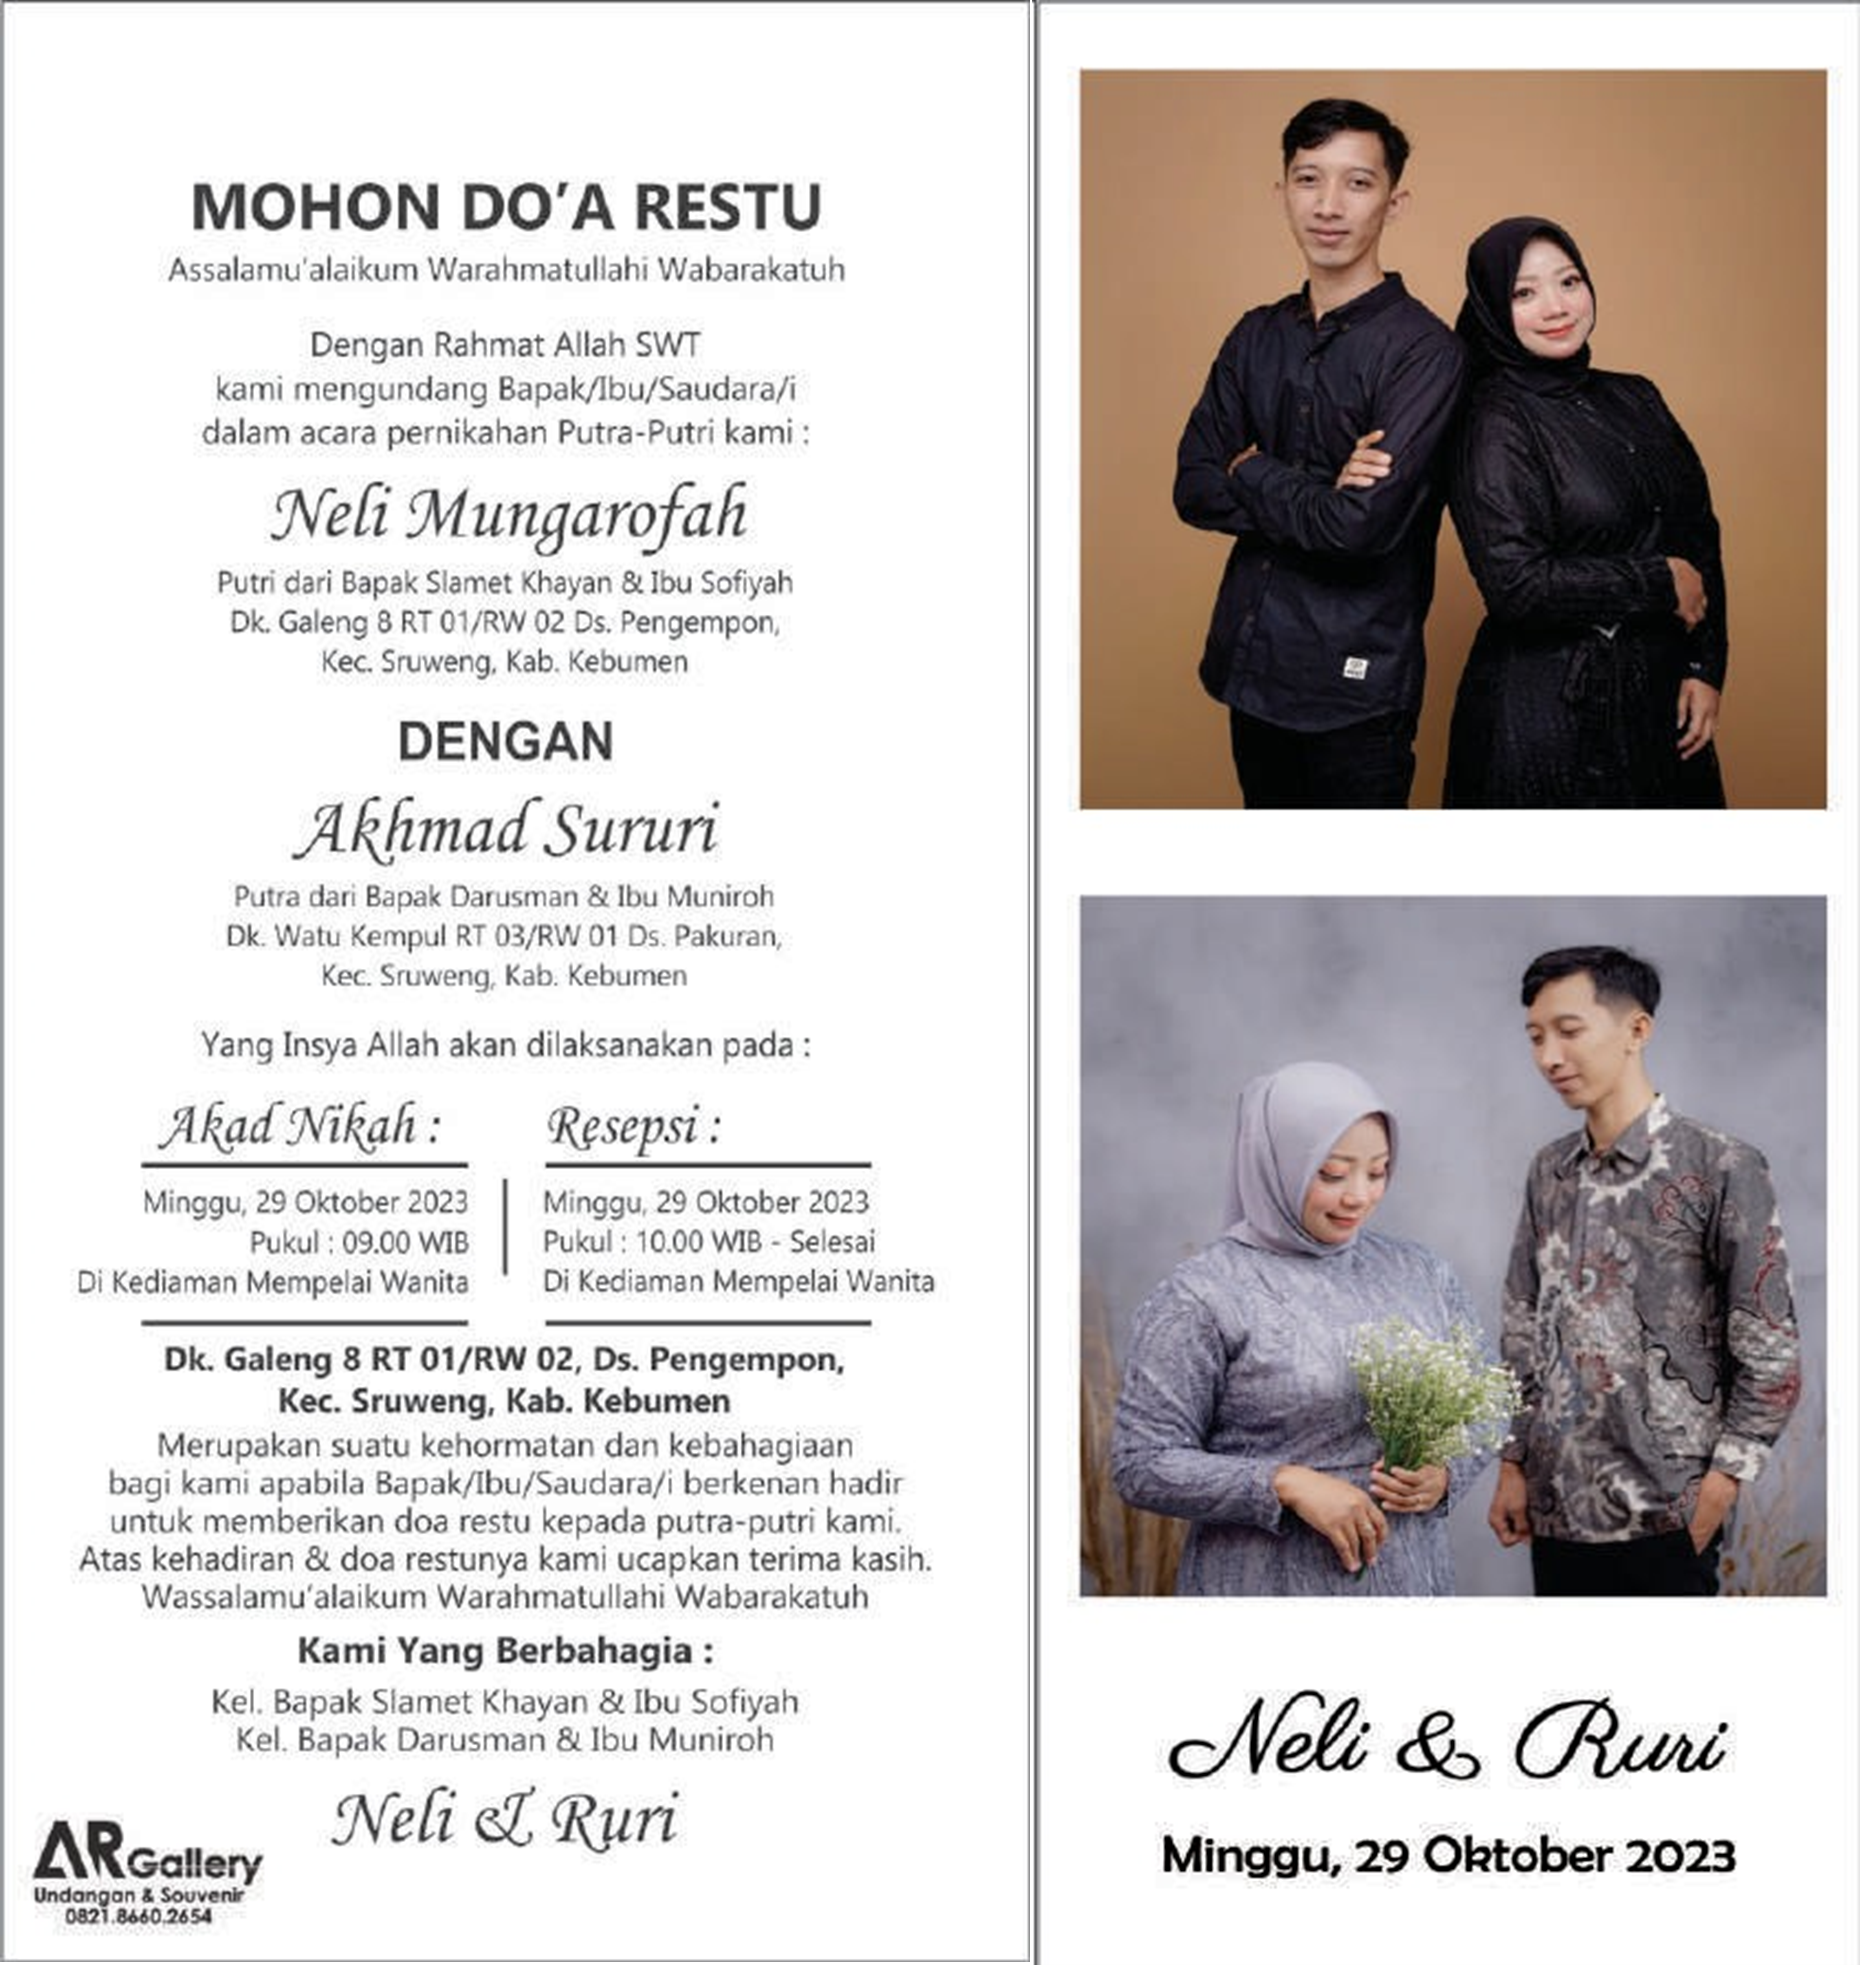 MOHON DO'A RESTU
Assalamu'alaikum Warahmatullahi Wabarakatuh
Dengan Rahmat Allah SWT
kami mengundang Bapak/Ibu/Saudara/i
dalam acara pernikahan Putra-Putri kami :
Neli Mungarofah
Putri dari Bapak Slamet Khayan & Ibu Sofiyah
Dk. Galeng 8 RT 01/RW 02 Ds. Pengempon,
Kec. Sruweng, Kab. Kebumen
DENGAN
Akhmad Sururi
Putra dari Bapak Darusman & Ibu Muniroh
Dk. Watu Kempul RT 03/RW 01 Ds. Pakuran,
Kec. Sruweng, Kab. Kebumen
Yang Insya Allah akan dilaksanakan pada :
Akad Nikah :
Minggu, 29 Oktober 2023
Pukul : 09.00 WIB
Di Kediaman Mempelai Wanita
Resepsi :
Minggu, 29 Oktober 2023
Pukul : 10.00 WIB - Selesai
Di Kediaman Mempelai Wanita
Dk. Galeng 8 RT 01/RW 02, Ds. Pengempon,
Kec. Sruweng, Kab. Kebumen
Merupakan suatu kehormatan dan kebahagiaan
bagi kami apabila Bapak/Ibu/Saudara/i berkenan hadir
untuk memberikan doa restu kepada putra-putri kami.
Atas kehadiran & doa restunya kami ucapkan terima kasih.
Wassalamu'alaikum Warahmatullahi Wabarakatuh
Kami Yang Berbahagia :
Kel. Bapak Slamet Khayan & Ibu Sofiyah
Kel. Bapak Darusman & Ibu Muniroh
Neli & Ruri
AR Gallery
Undangan & Souvenir
0821.8660.2654
Neli & Ruri
Minggu, 29 Oktober 2023